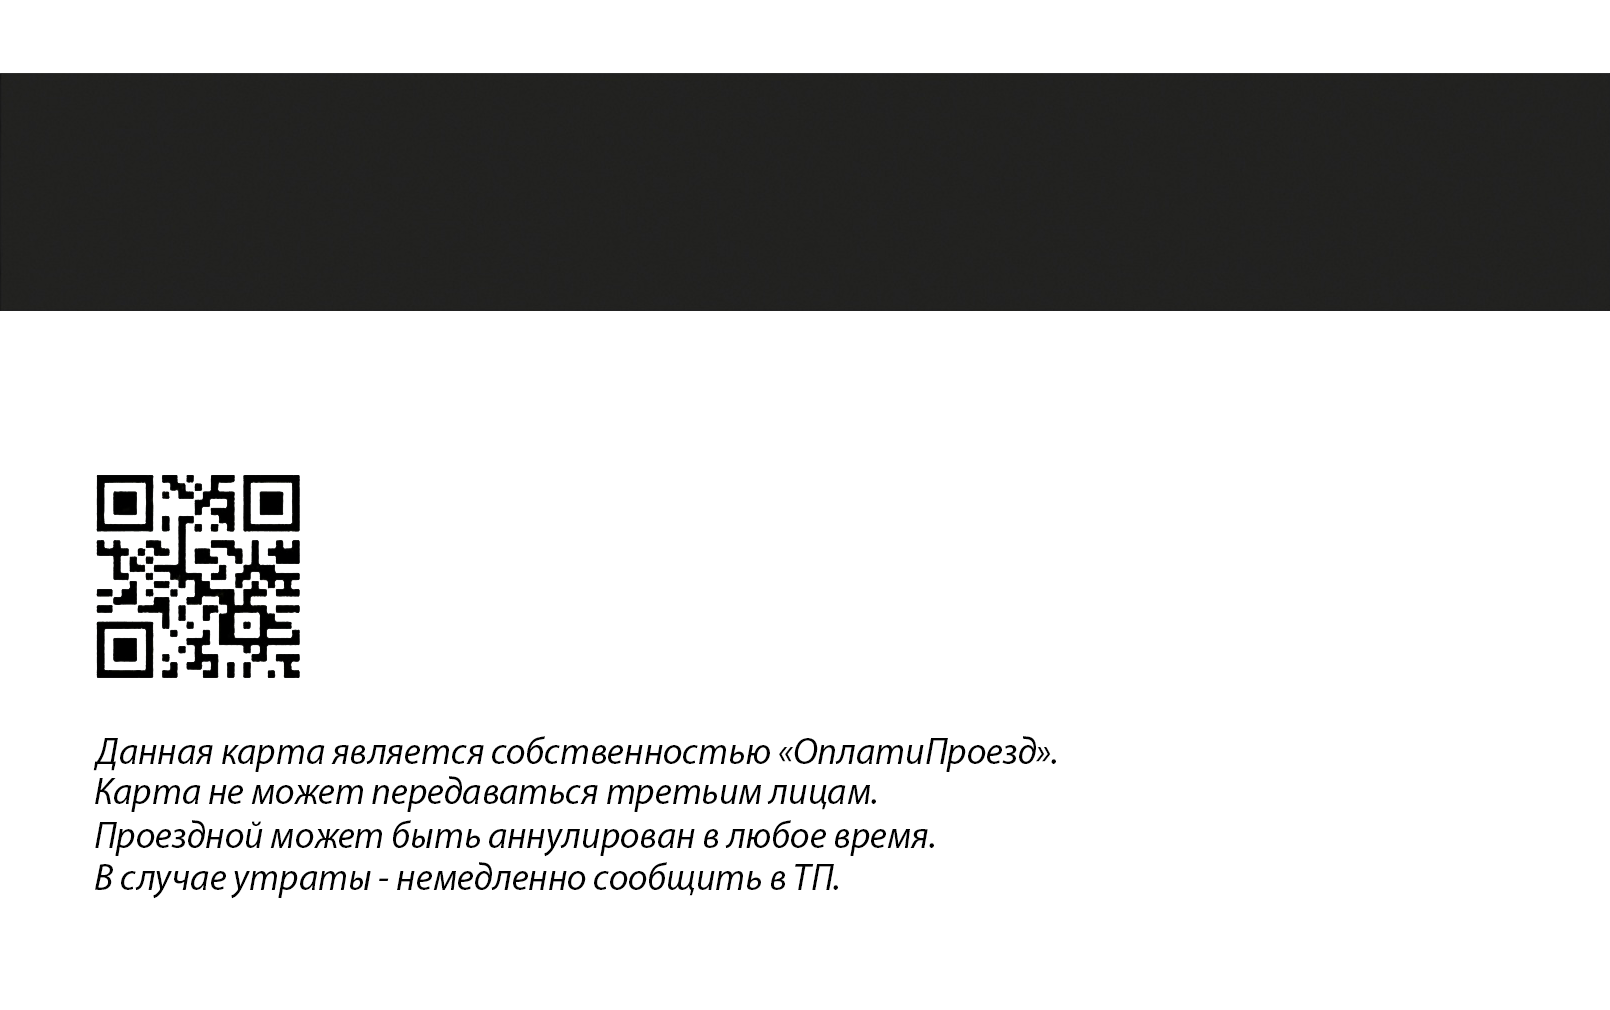 Данная карта является собственностью «ОплатиПроезд».
Карта не может передаваться третьим лицам.
Проездной может быть аннулирован в любое время.
В случае утраты - немедленно сообщить в ТП.